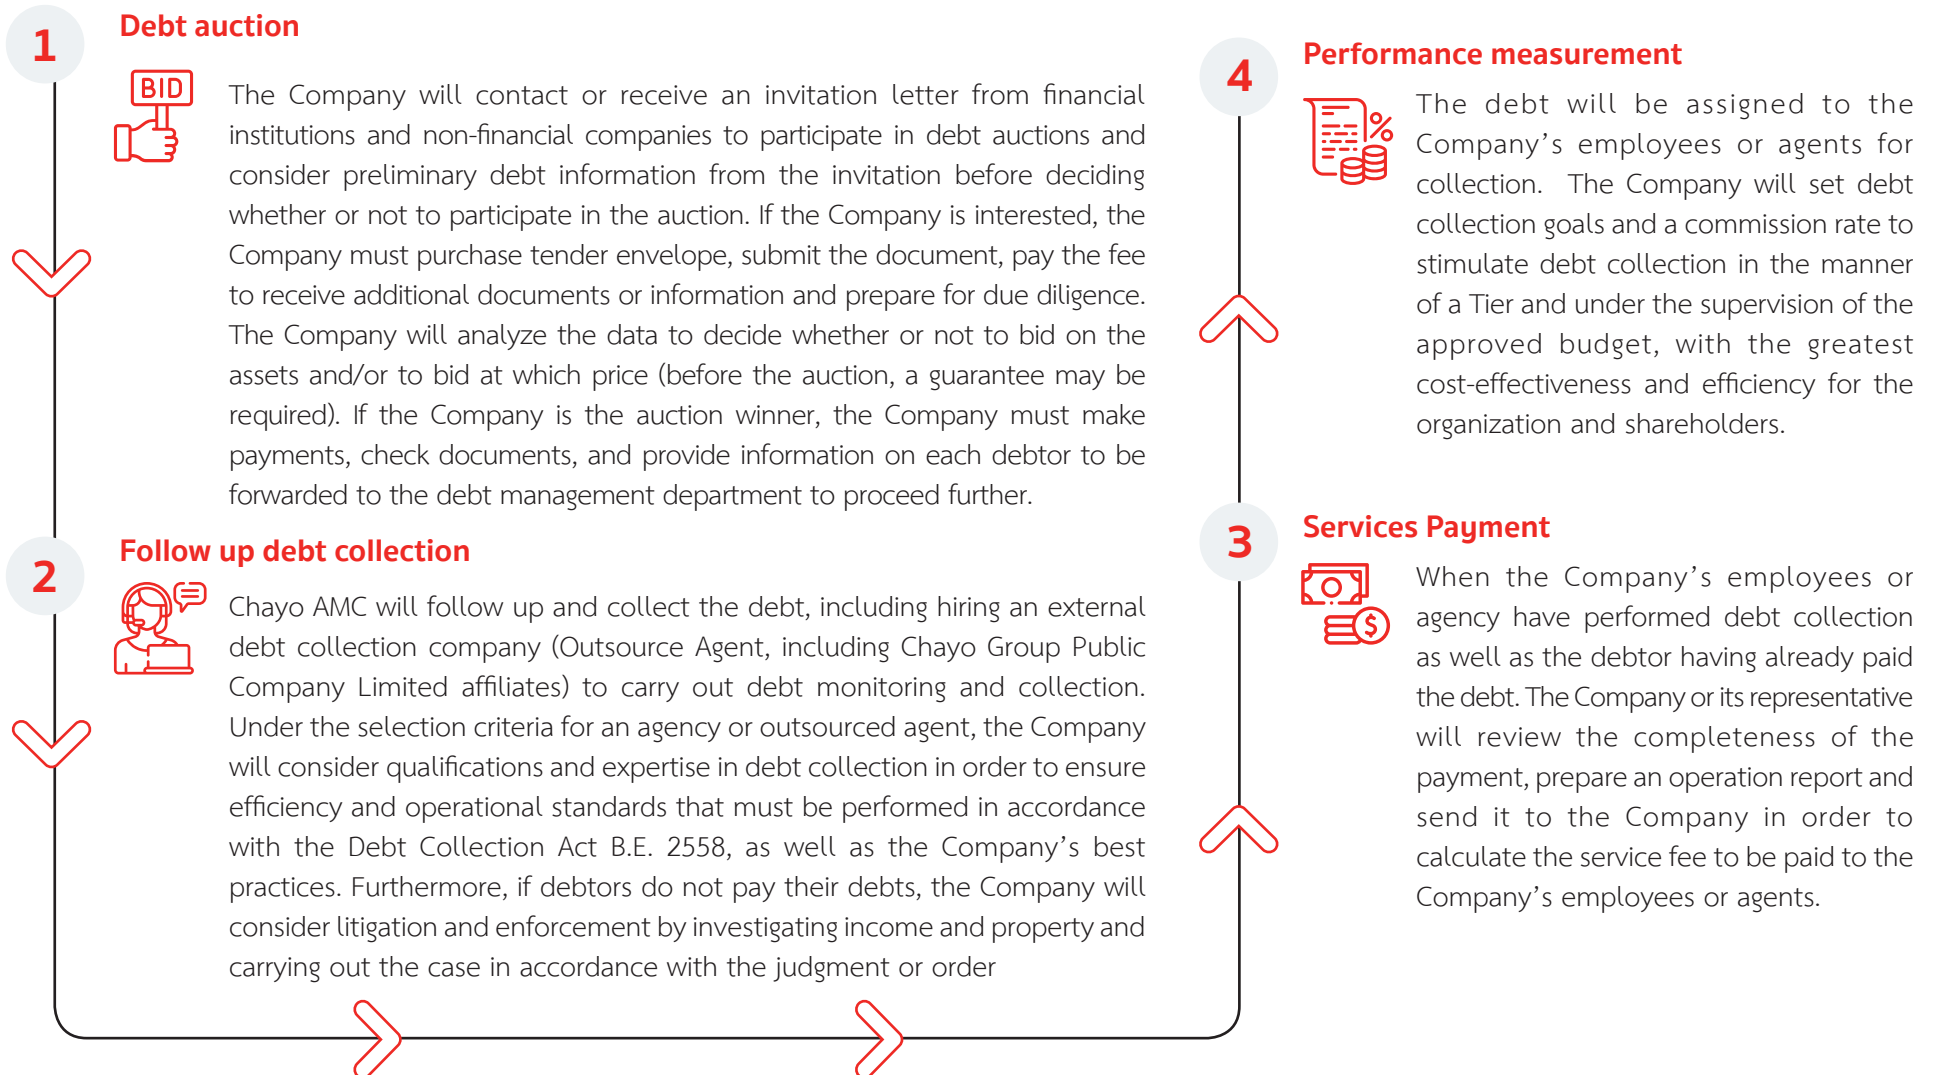 1
Debt auction
BID
The Company will contact or receive an invitation letter from financial
institutions and non-financial companies to participate in debt auctions and
consider preliminary debt information from the invitation before deciding
whether or not to participate in the auction. If the Company is interested, the
Company must purchase tender envelope, submit the document, pay the fee
to receive additional documents or information and prepare for due diligence.
The Company will analyze the data to decide whether or not to bid on the
assets and/or to bid at which price (before the auction, a guarantee may be
required). If the Company is the auction winner, the Company must make
payments, check documents, and provide information on each debtor to be
forwarded to the debt management department to proceed further.
2
Follow up debt collection
Chayo AMC will follow up and collect the debt, including hiring an external
debt collection company (Outsource Agent, including Chayo Group Public
Company Limited affiliates) to carry out debt monitoring and collection.
Under the selection criteria for an agency or outsourced agent, the Company
will consider qualifications and expertise in debt collection in order to ensure
efficiency and operational standards that must be performed in accordance
with the Debt Collection Act B.E. 2558, as well as the Company's best
practices. Furthermore, if debtors do not pay their debts, the Company will
consider litigation and enforcement by investigating income and property and
carrying out the case in accordance with the judgment or order
3
Services Payment
$
When the Company's employees or
agency have performed debt collection
as well as the debtor having already paid
the debt. The Company or its representative
will review the completeness of the
payment, prepare an operation report and
send it to the Company in order to
calculate the service fee to be paid to the
Company's employees or agents.
4
Performance measurement
%
The debt will be assigned to the
Company's employees or agents for
collection. The Company will set debt
collection goals and a commission rate to
stimulate debt collection in the manner
of a Tier and under the supervision of the
approved budget, with the greatest
cost-effectiveness and efficiency for the
organization and shareholders.